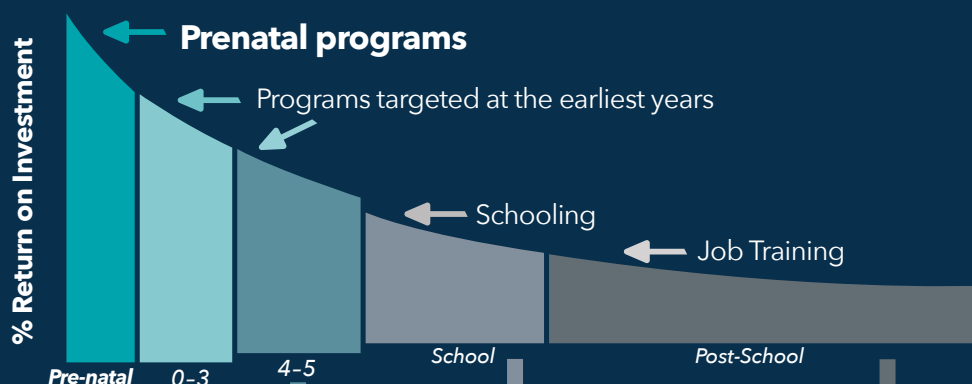 % Return on Investment
Prenatal programs
Programs targeted at the earliest years
Schooling
Job Training
Pre-natal
0–3
4–5
School
Post-School